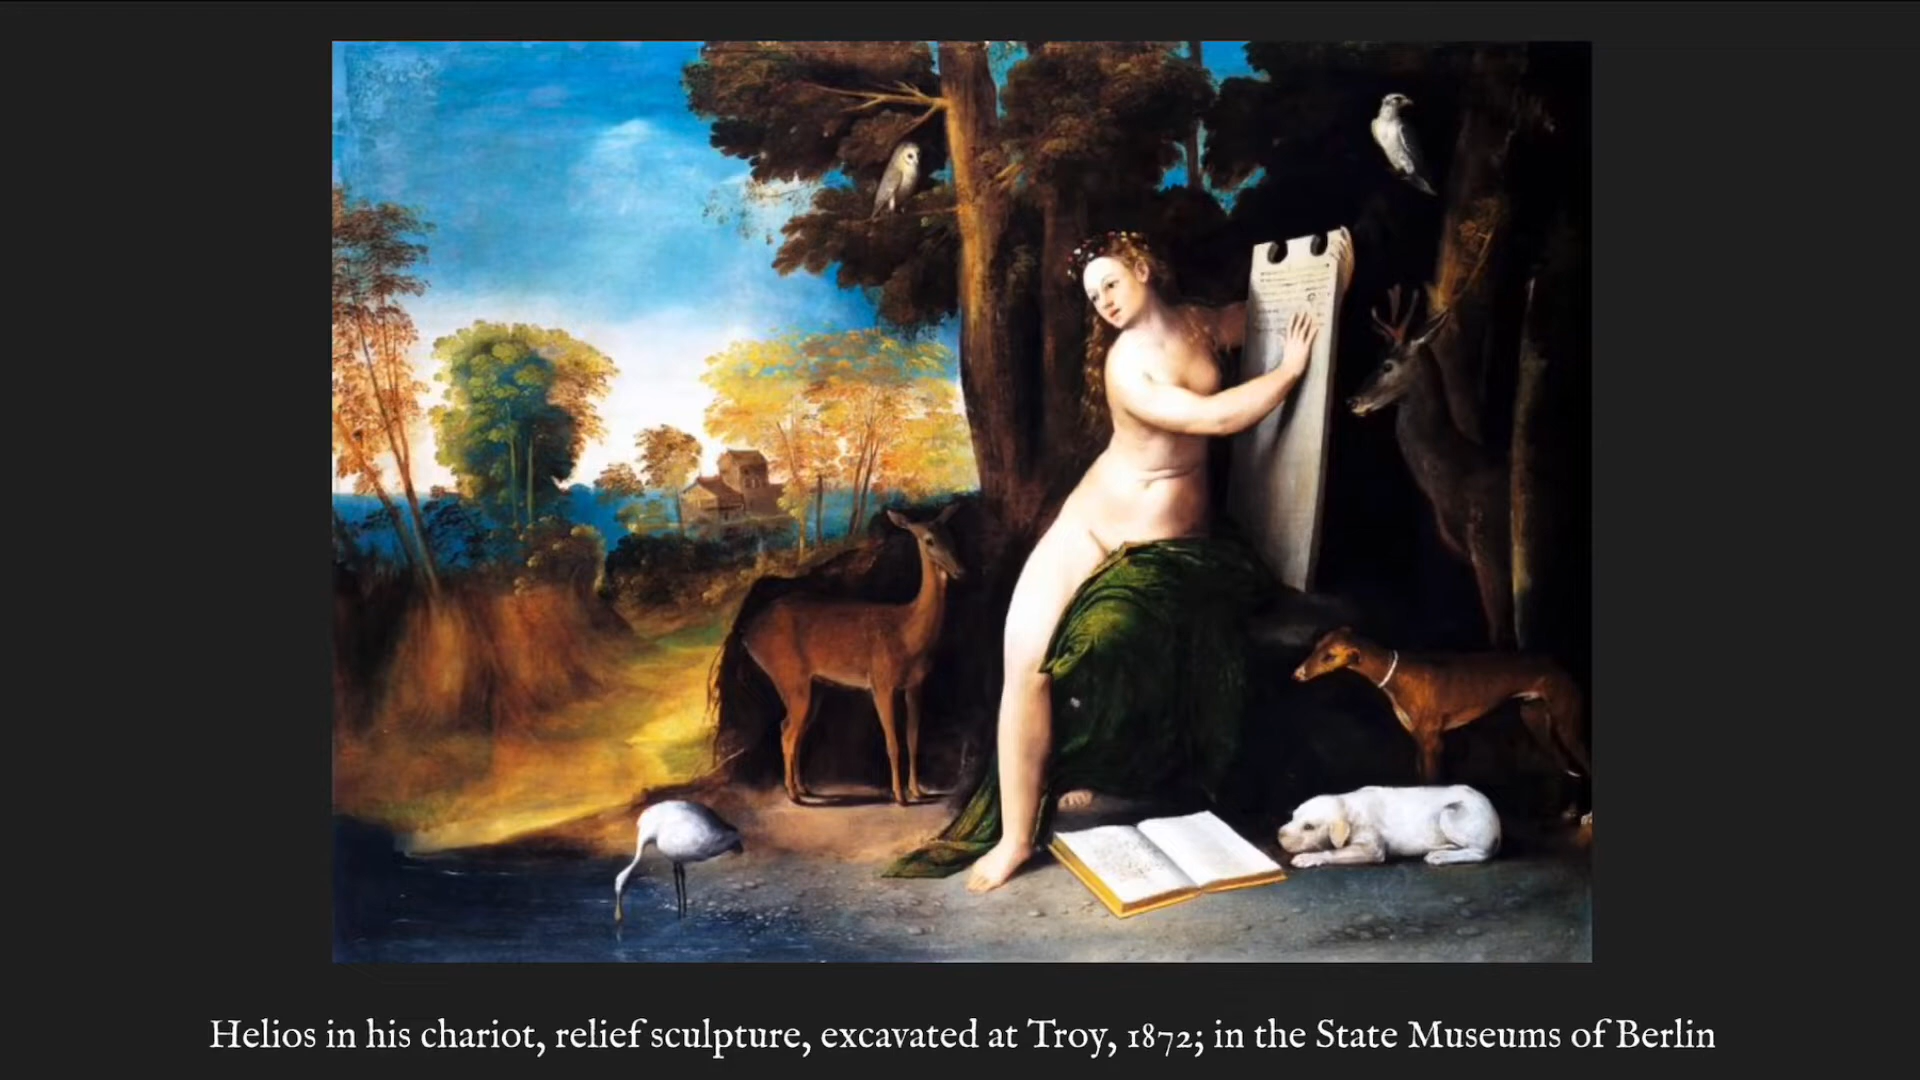 Helios in his chariot, relief sculpture, excavated at Troy, 1872; in the State Museums of Berlin